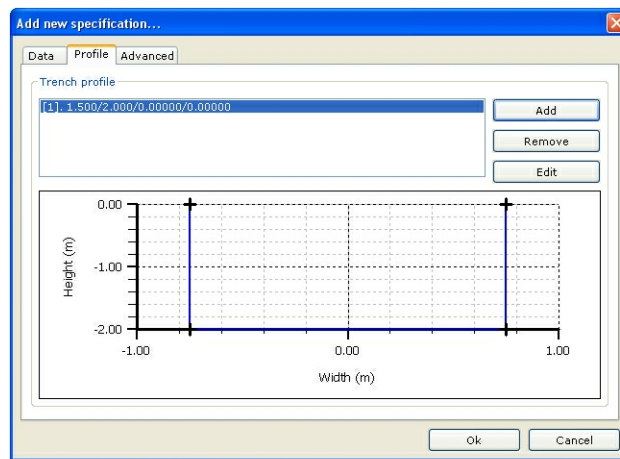 Add new specification...
Data Profile Advanced
Trench profile
[1]. 1.500/2.000/0.00000/0.00000
Add
Remove
Edit
0.00
-1.00
-2.00
Height (m)
-1.00 0.00 1.00
Width (m)
Ok Cancel